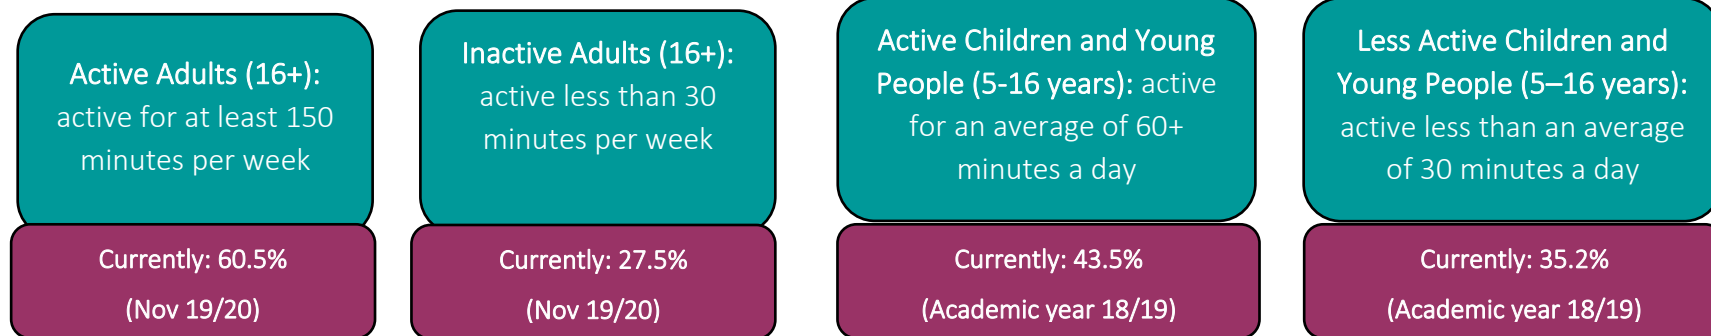 Active Adults (16+):
active for at least 150
minutes per week
Currently: 60.5%
(Nov 19/20)
Inactive Adults (16+):
active less than 30
minutes per week
Currently: 27.5%
(Nov 19/20)
Active Children and Young
People (5-16 years): active
for an average of 60+
minutes a day
Currently: 43.5%
(Academic year 18/19)
Less Active Children and
Young People (5–16 years):
active less than an average
of 30 minutes a day
Currently: 35.2%
(Academic year 18/19)